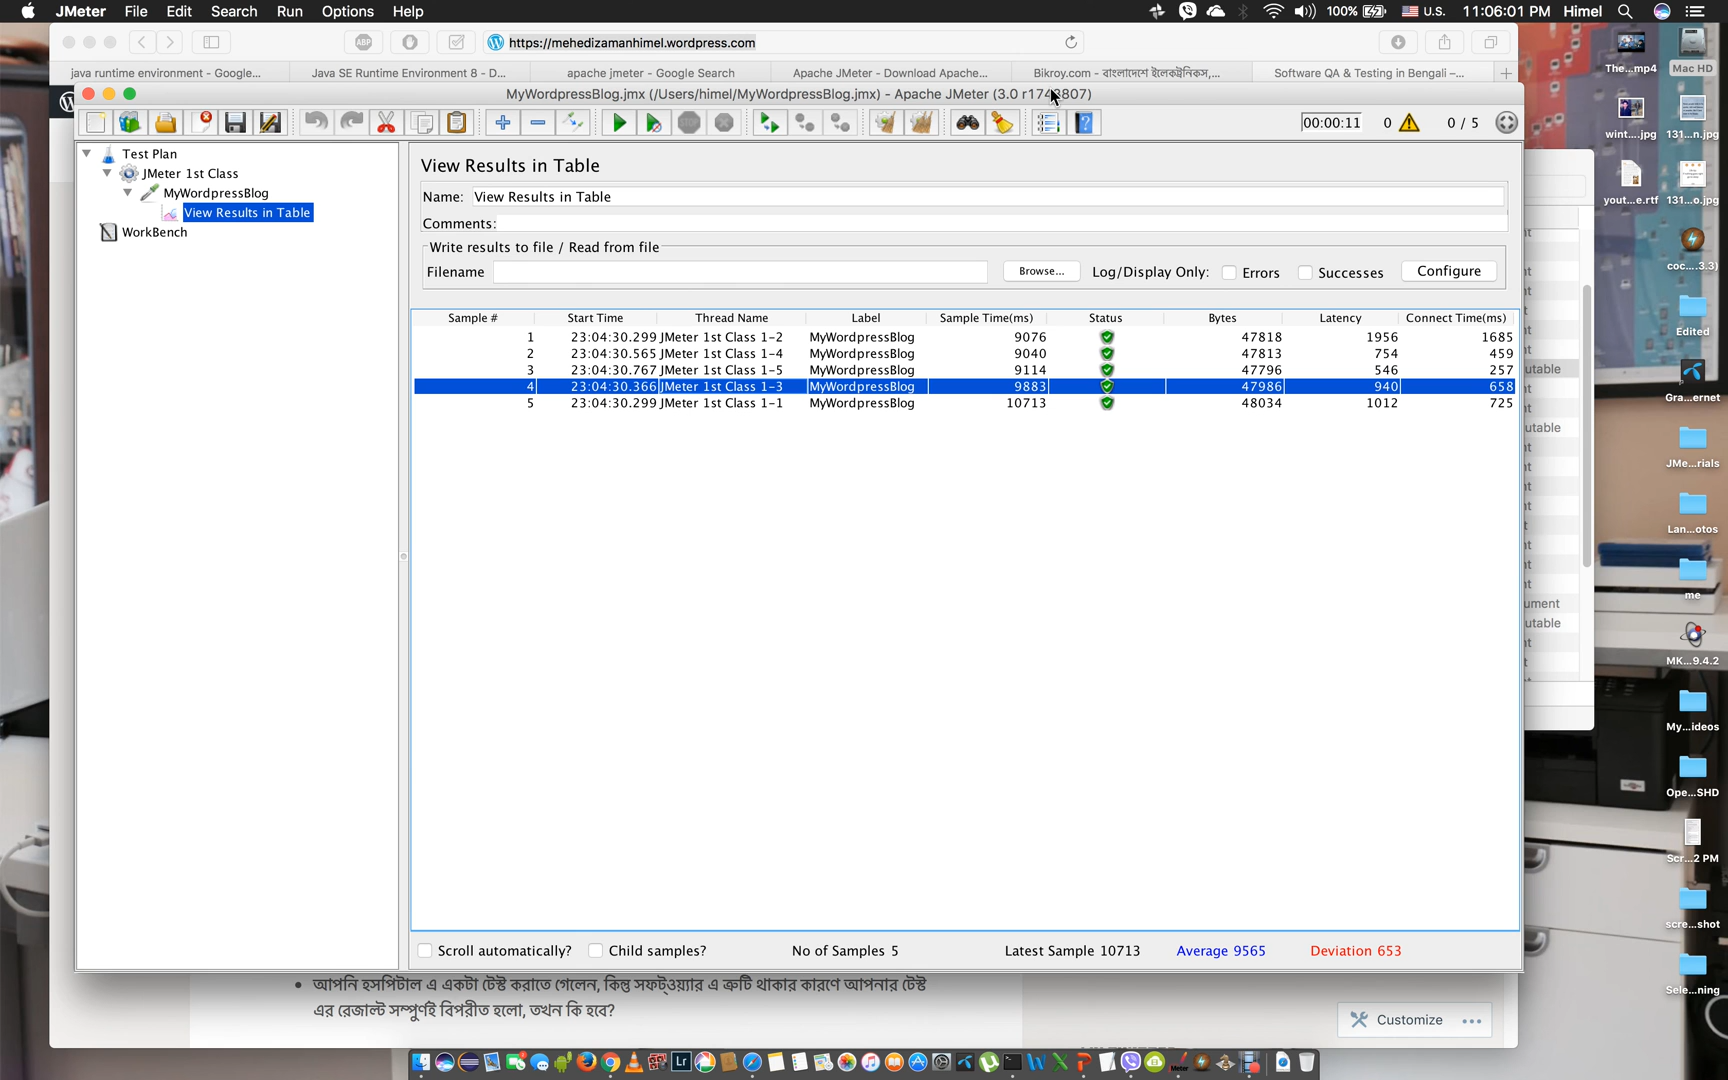 JMeter File Edit Search Run Options Help 100% U.S. 11:06:01 PM Himel
https://mehedizamanhimel.wordpress.com
java runtime environment - Google... Java SE Runtime Environment 8 - D... apache jmeter - Google Search Apache JMeter - Download Apache... Bikroy.com - বাংলাদেশে ইলেকট্রনিকস,... Software QA & Testing in Bengali –...
MyWordpressBlog.jmx (/Users/himel/MyWordpressBlog.jmx) - Apache JMeter (3.0 r1743807)
00:00:11 0 0 / 5
Test Plan
JMeter 1st Class
MyWordpressBlog
View Results in Table
WorkBench
View Results in Table
Name: View Results in Table
Comments:
Write results to file / Read from file
Filename Browse... Log/Display Only: Errors Successes Configure
Sample # Start Time Thread Name Label Sample Time(ms) Status Bytes Latency Connect Time(ms)
1 23:04:30.299 JMeter 1st Class 1-2 MyWordpressBlog 9076 47818 1956 1685
2 23:04:30.565 JMeter 1st Class 1-4 MyWordpressBlog 9040 47813 754 459
3 23:04:30.767 JMeter 1st Class 1-5 MyWordpressBlog 9114 47796 546 257
4 23:04:30.366 JMeter 1st Class 1-3 MyWordpressBlog 9883 47986 940 658
5 23:04:30.299 JMeter 1st Class 1-1 MyWordpressBlog 10713 48034 1012 725
Scroll automatically? Child samples? No of Samples 5 Latest Sample 10713 Average 9565 Deviation 653
• আপনি হসপিটাল এ একটা টেস্ট করাতে গেলেন, কিন্তু সফট্ওয়্যার এ ত্রুটি থাকার কারণে আপনার টেস্ট
এর রেজাল্ট সম্পুর্ণই বিপরীত হলো, তখন কি হবে?
Customize
The...mp4 Mac HD
wint....jpg 131...n.jpg
yout...e.rtf 131...o.jpg
coc....3.3)
Edited
utable
Gra...ernet
utable
JMe...rials
Lan...otos
me
ument
utable
MK...9.4.2
My...ideos
Ope...SHD
Scr...2 PM
scre...shot
Sele...ning